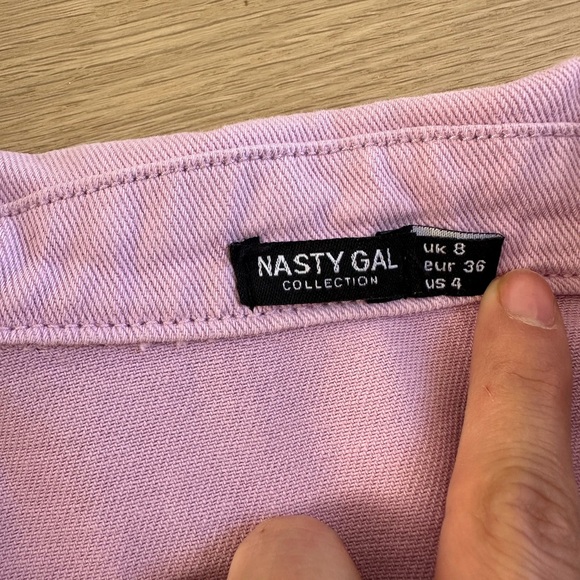 NASTY GAL
COLLECTION
UK 8
eur 36
US 4